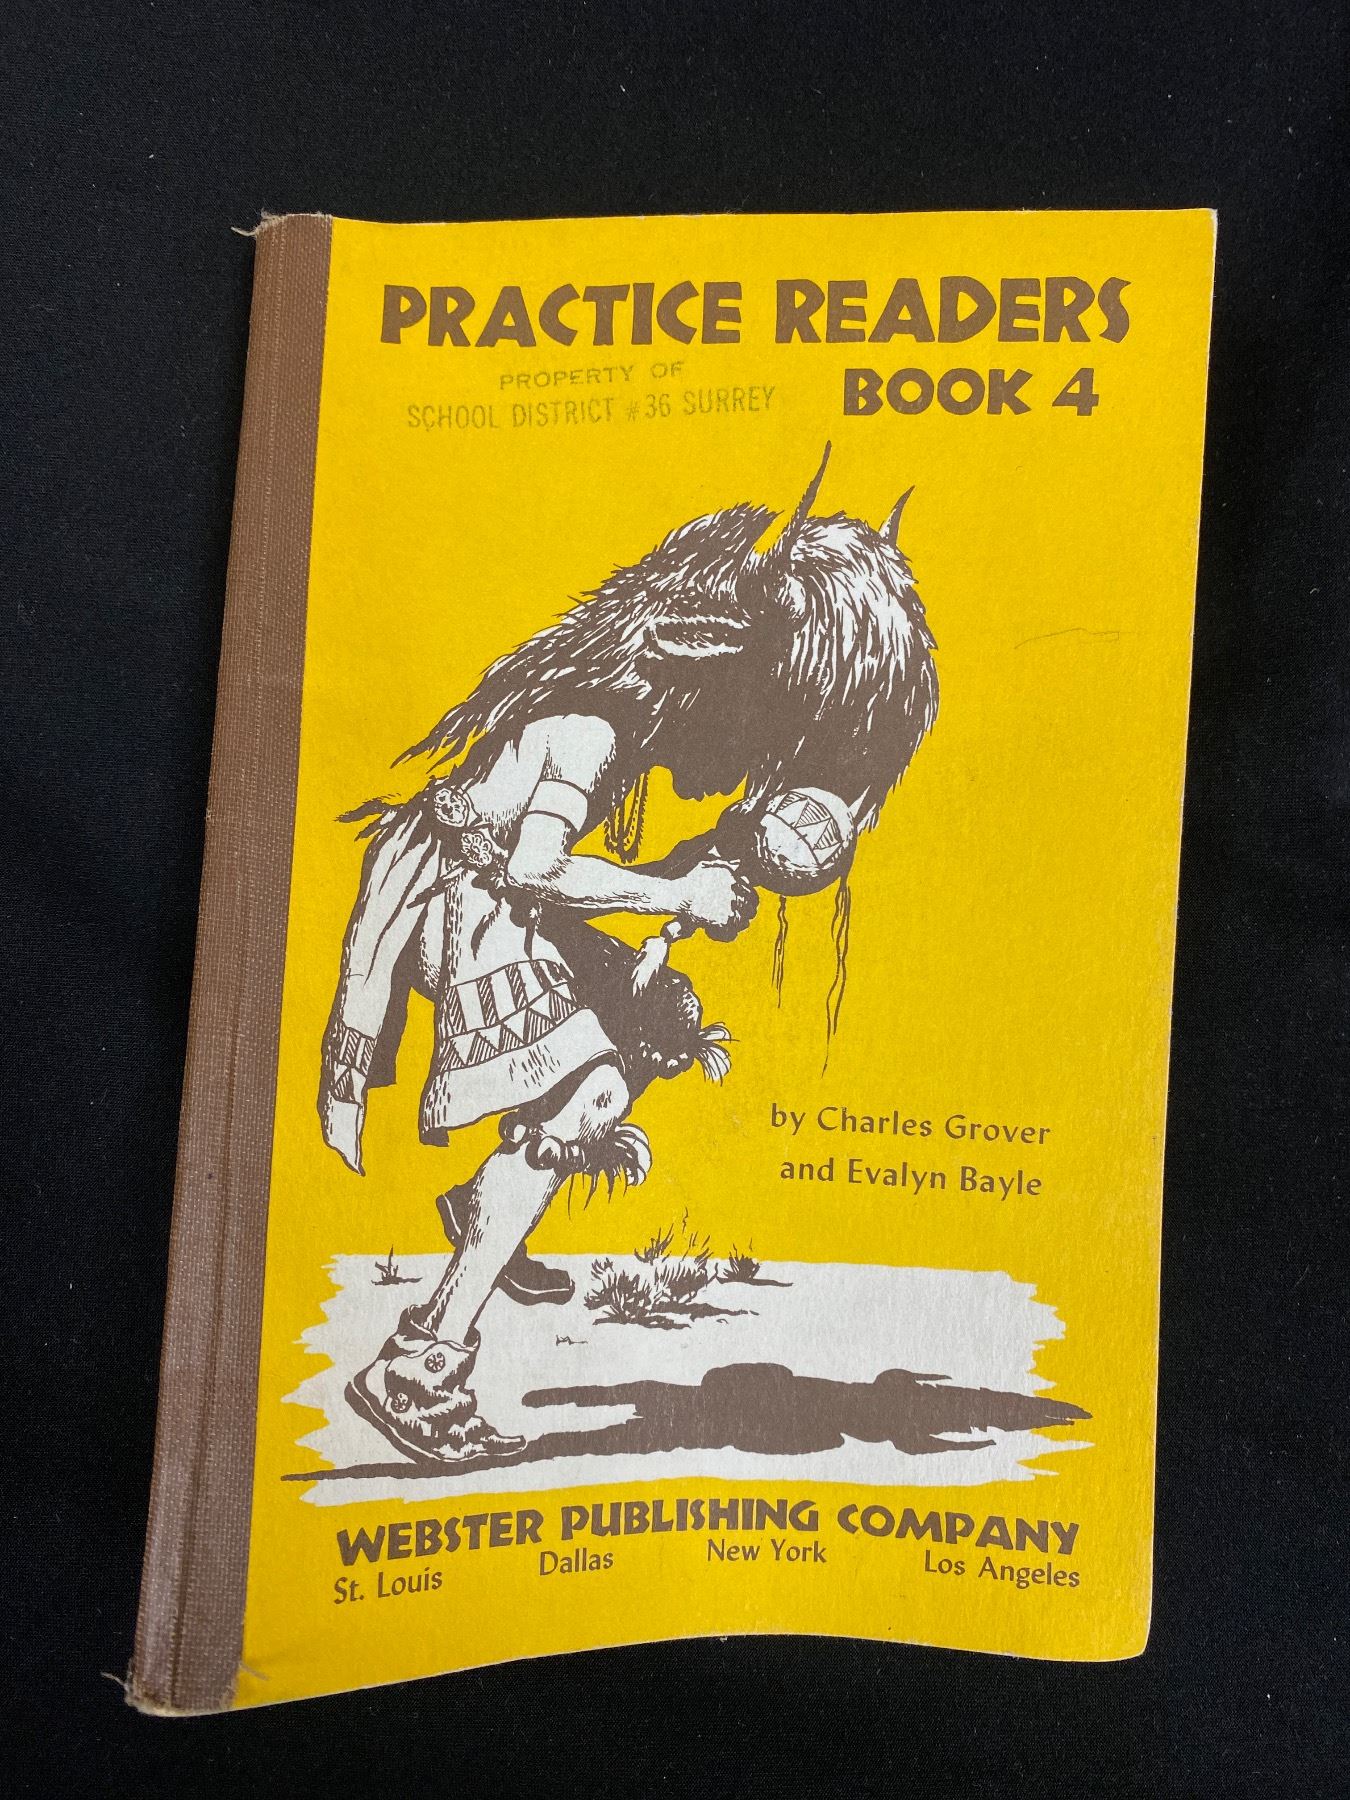 PRACTICE READERS
BOOK 4
PROPERTY OF
SCHOOL DISTRICT #36 SURREY
by Charles Grover
and Evalyn Bayle
WEBSTER PUBLISHING COMPANY
St. Louis Dallas New York Los Angeles